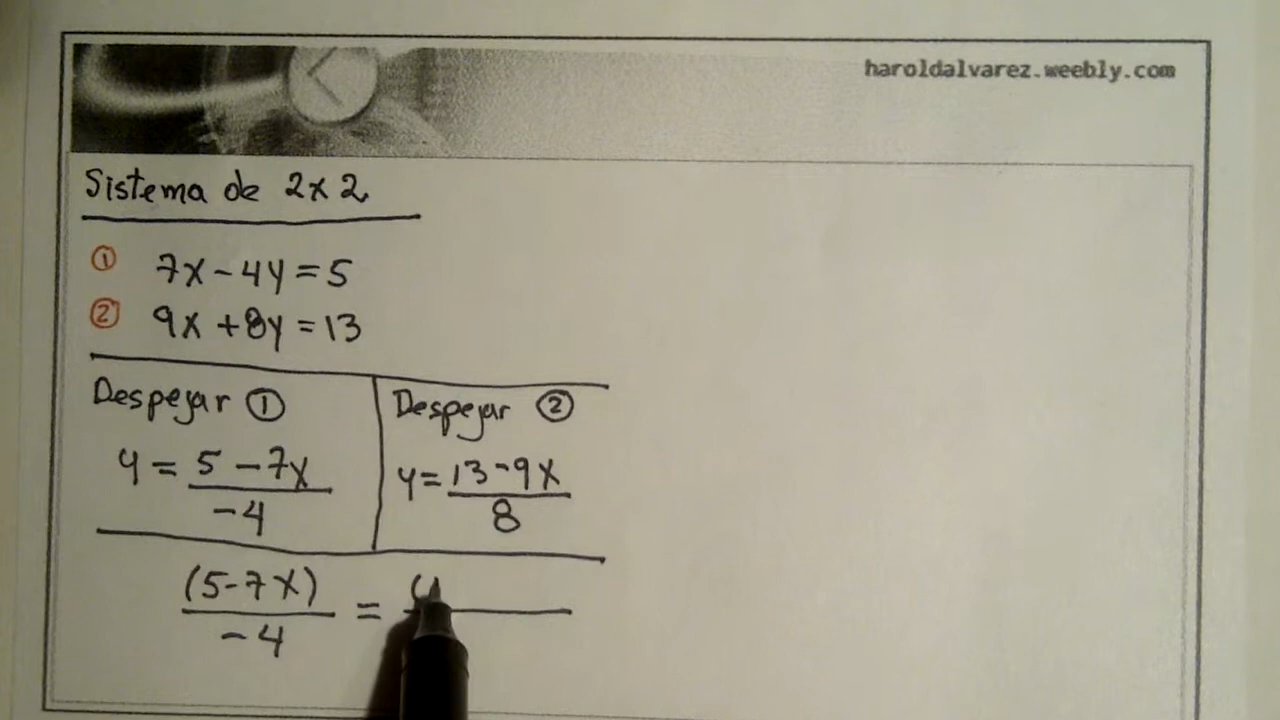 haroldalvarez.weebly.com
Sistema de 2x2
① 7x-4y=5
② 9x+8y=13
Despejar ①
y = 5-7x
-4
Despejar ②
y = 13-9x
8
(5-7x) = (
-4